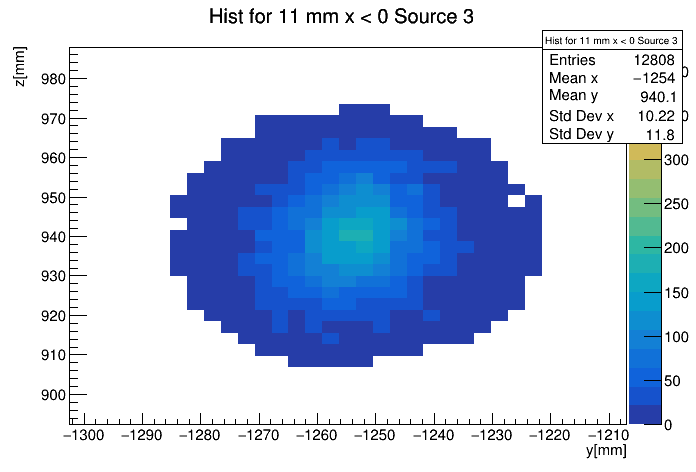 Hist for 11 mm x < 0 Source 3
z[mm]
Hist for 11 mm x < 0 Source 3
Entries 12808
Mean x −1254
Mean y 940.1
Std Dev x 10.22
Std Dev y 11.8
980
970
960
950
940
930
920
910
900
300
250
200
150
100
50
0
−1300 −1290 −1280 −1270 −1260 −1250 −1240 −1230 −1220 −1210
y[mm]